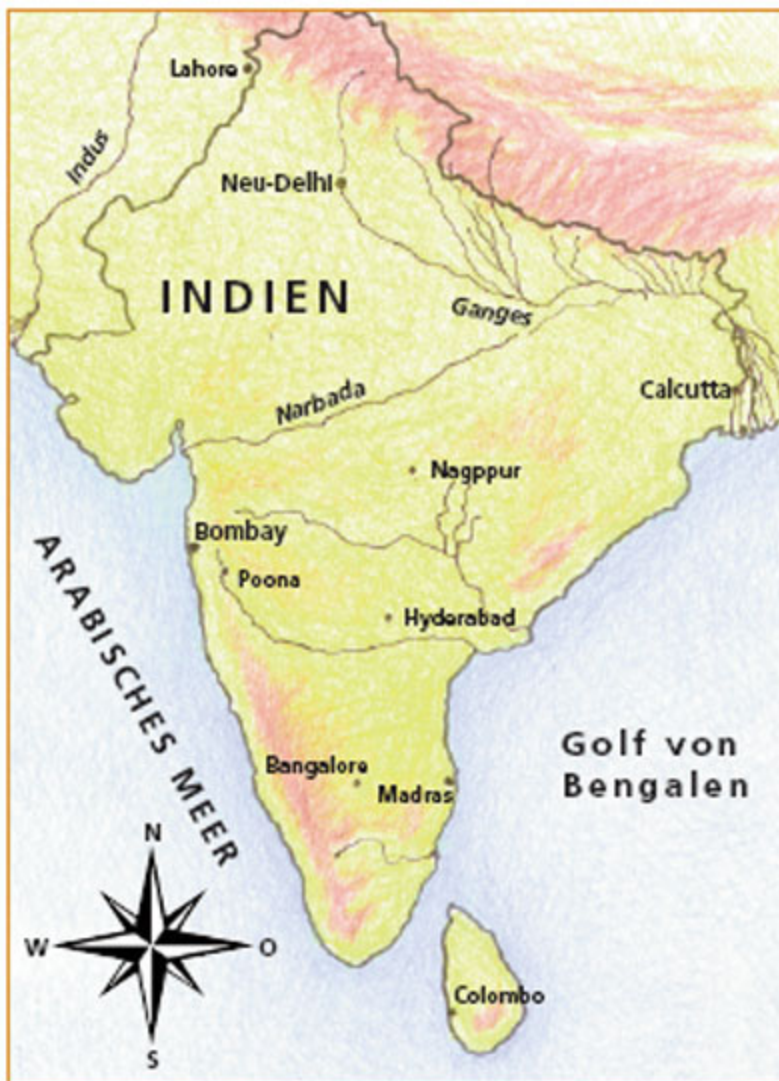 Lahore
Indus
Neu-Delhi
INDIEN
Ganges
Narbada
Calcutta
Nagppur
Bombay
Poona
Hyderabad
ARABISCHES MEER
Golf von
Bengalen
Bangalore
Madras
N
W
O
S
Colombo